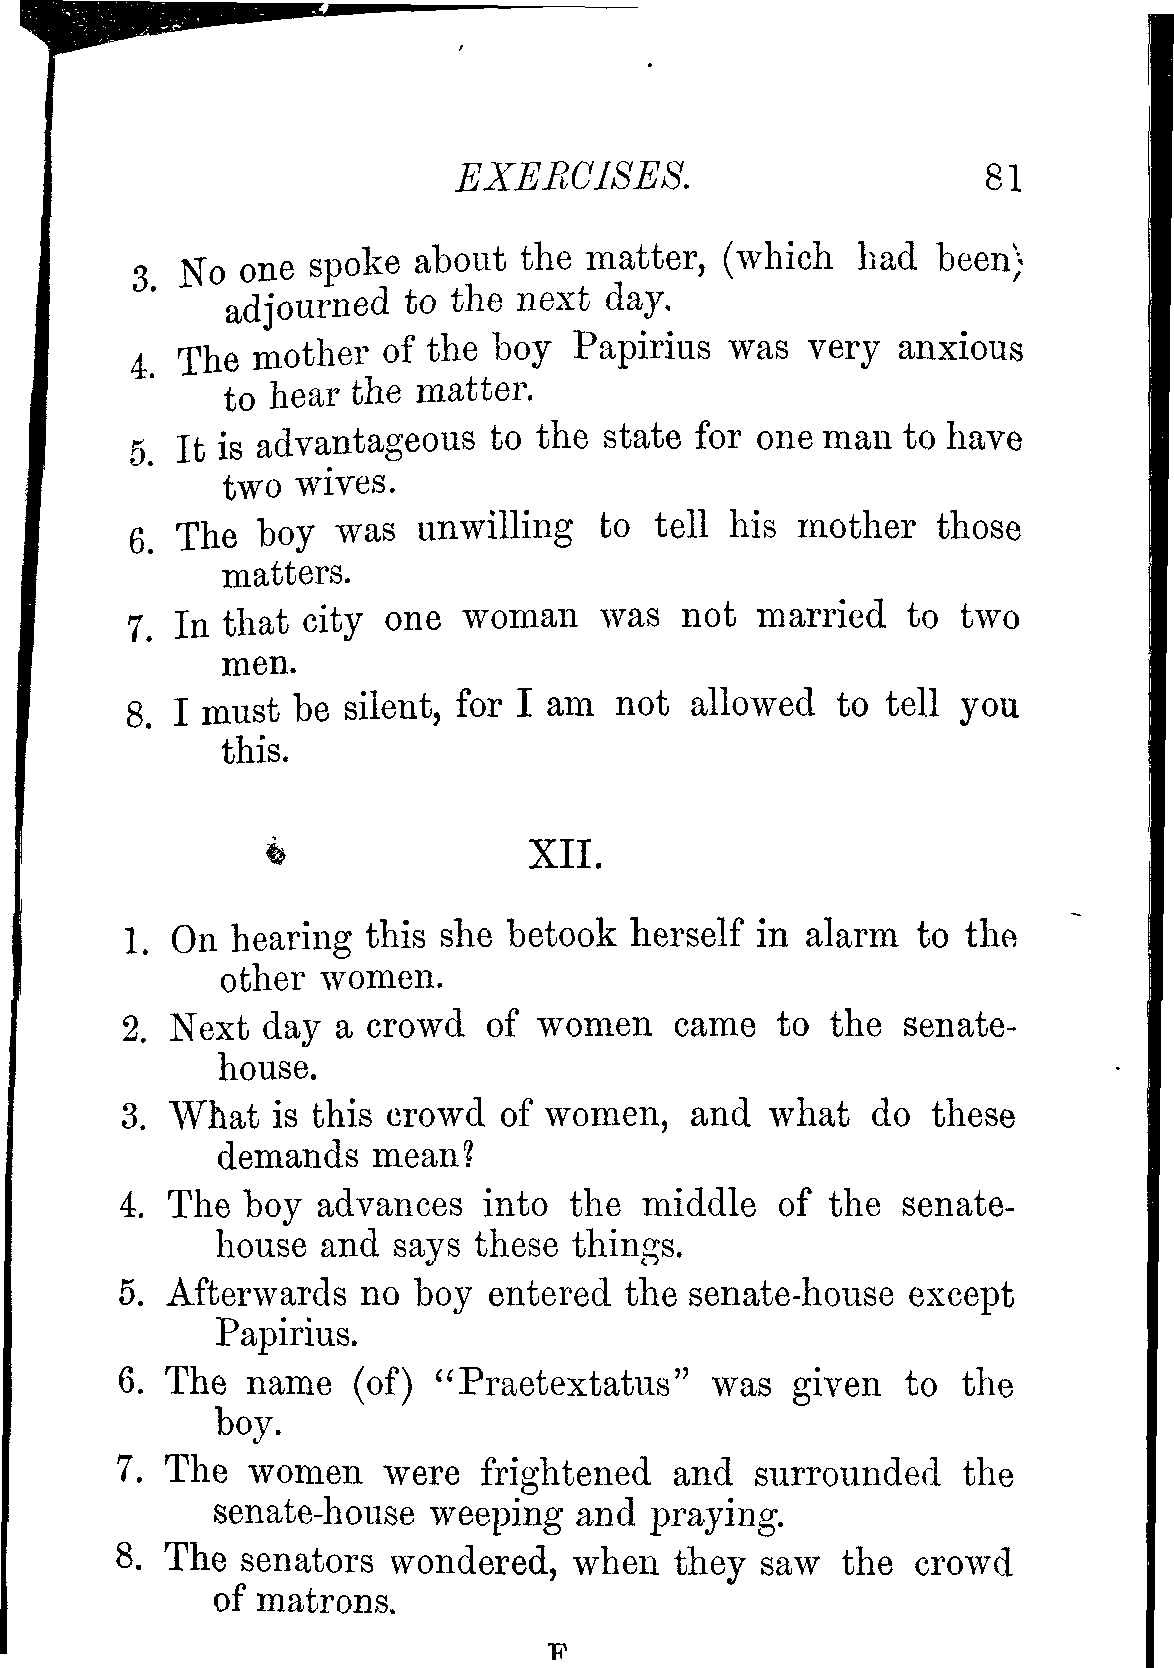 EXERCISES. 81
3. No one spoke about the matter, (which had been)
adjourned to the next day.
4. The mother of the boy Papirius was very anxious
to hear the matter.
5. It is advantageous to the state for one man to have
two wives.
6. The boy was unwilling to tell his mother those
matters.
7. In that city one woman was not married to two
men.
8. I must be silent, for I am not allowed to tell you
this.
XII.
1. On hearing this she betook herself in alarm to the
other women.
2. Next day a crowd of women came to the senate-
house.
3. What is this crowd of women, and what do these
demands mean?
4. The boy advances into the middle of the senate-
house and says these things.
5. Afterwards no boy entered the senate-house except
Papirius.
6. The name (of) “Praetextatus” was given to the
boy.
7. The women were frightened and surrounded the
senate-house weeping and praying.
8. The senators wondered, when they saw the crowd
of matrons.
F